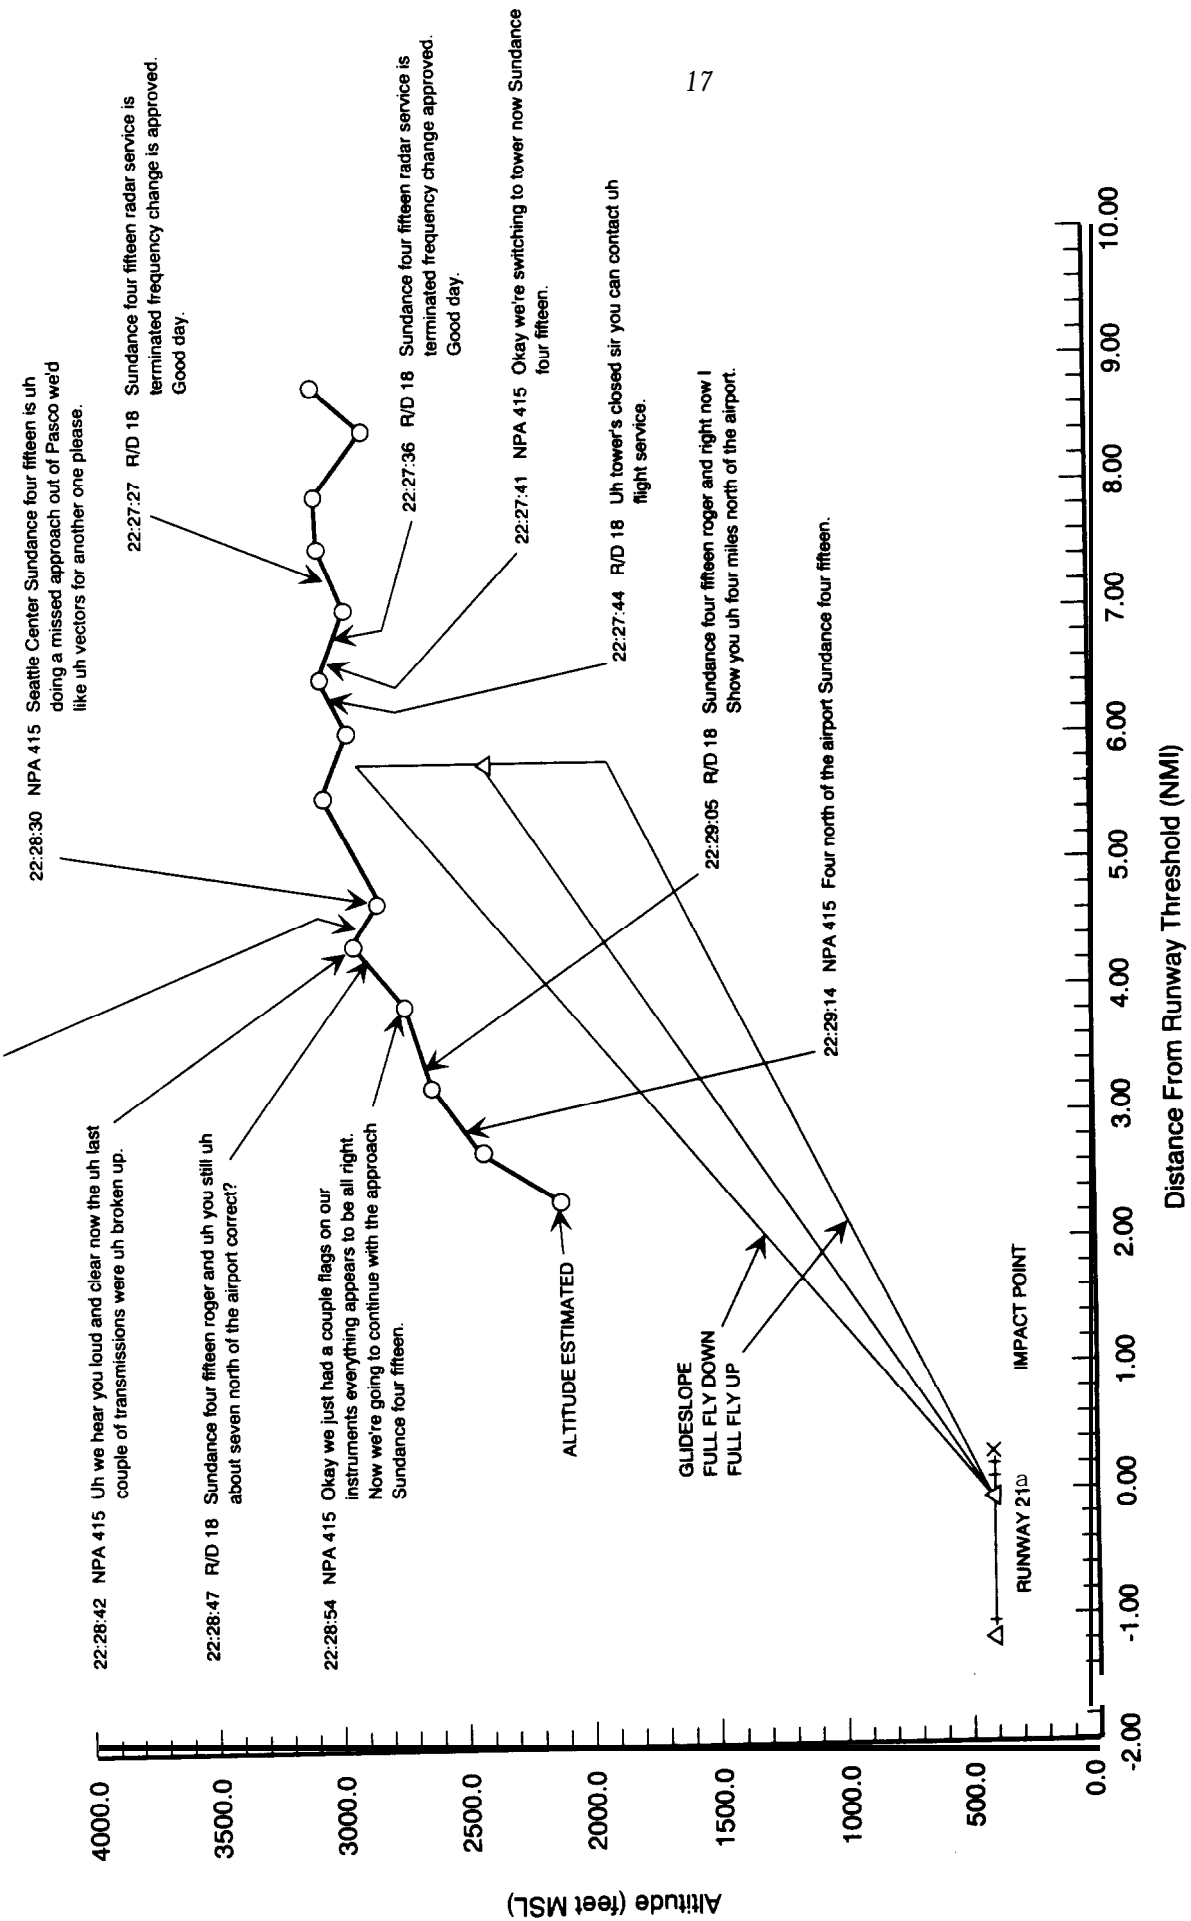 17
22:28:30 NPA 415 Seattle Center Sundance four fifteen is uh
doing a missed approach out of Pasco we'd
like uh vectors for another one please.
22:27:27 R/D 18 Sundance four fifteen radar service is
terminated frequency change is approved.
Good day.
22:27:36 R/D 18 Sundance four fifteen radar service is
terminated frequency change approved.
Good day.
22:27:41 NPA 415 Okay we're switching to tower now Sundance
four fifteen.
22:27:44 R/D 18 Uh tower's closed sir you can contact uh
flight service.
22:29:05 R/D 18 Sundance four fifteen roger and right now I
Show you uh four miles north of the airport.
22:29:14 NPA 415 Four north of the airport Sundance four fifteen.
22:28:42 NPA 415 Uh we hear you loud and clear now the uh last
couple of transmissions were uh broken up.
22:28:47 R/D 18 Sundance four fifteen roger and uh you still uh
about seven north of the airport correct?
22:28:54 NPA 415 Okay we just had a couple flags on our
instruments everything appears to be all right.
Now we're going to continue with the approach
Sundance four fifteen.
ALTITUDE ESTIMATED
GLIDESLOPE
FULL FLY DOWN
FULL FLY UP
IMPACT POINT
RUNWAY 21
4000.0
3500.0
3000.0
2500.0
2000.0
1500.0
1000.0
500.0
0.0
Altitude (feet MSL)
-2.00 -1.00 0.00 1.00 2.00 3.00 4.00 5.00 6.00 7.00 8.00 9.00 10.00
Distance From Runway Threshold (NMI)